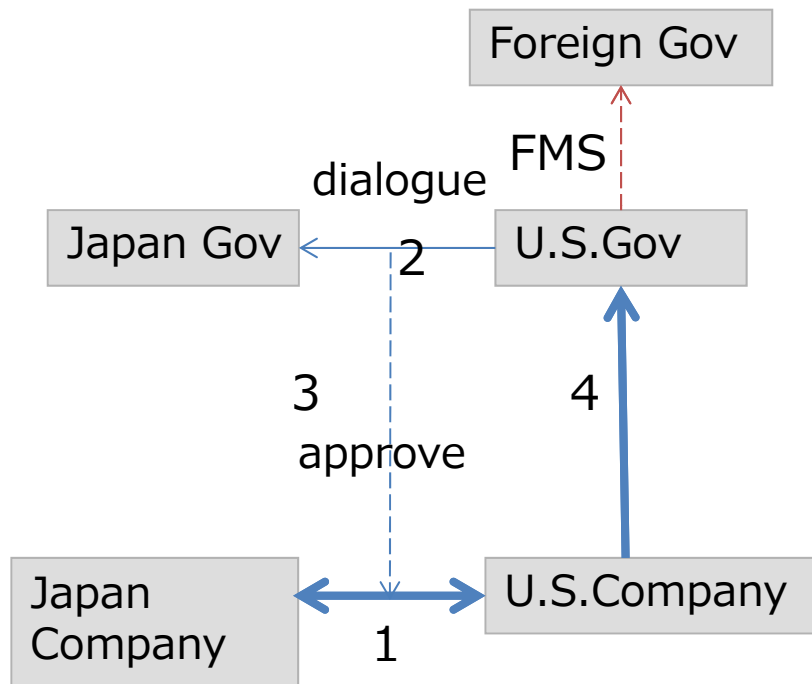 Foreign Gov
FMS
dialogue
Japan Gov
2
U.S.Gov
3
4
approve
Japan
Company
1
U.S.Company